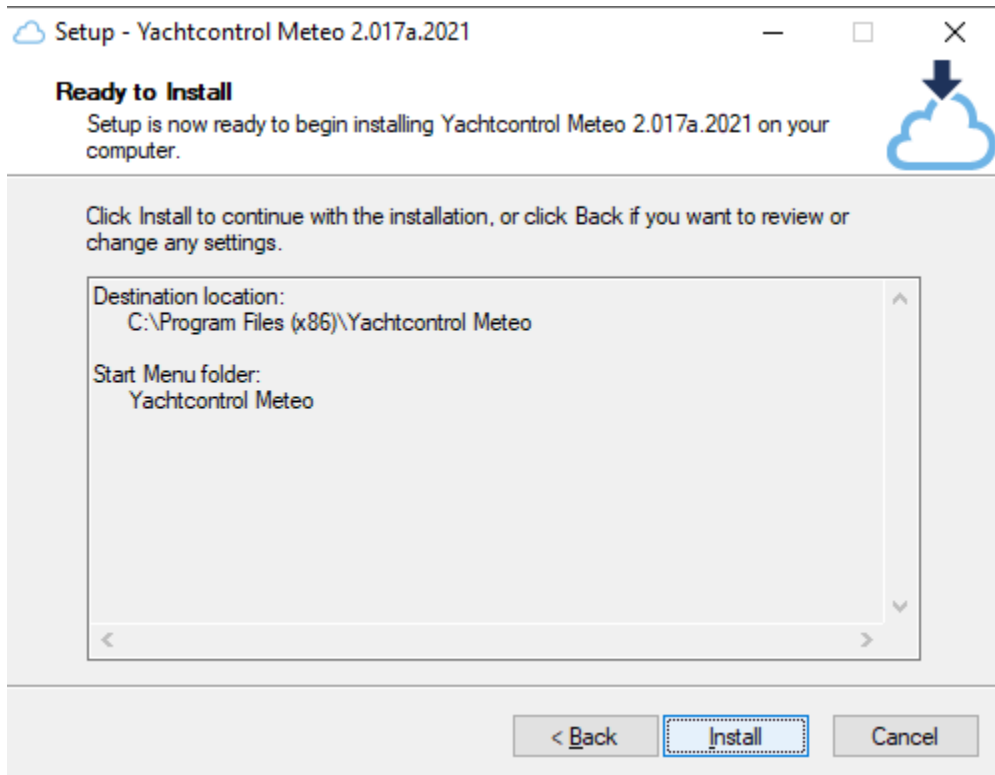 Setup - Yachtcontrol Meteo 2.017a.2021
Ready to Install
Setup is now ready to begin installing Yachtcontrol Meteo 2.017a.2021 on your
computer.
Click Install to continue with the installation, or click Back if you want to review or
change any settings.
Destination location:
C:\Program Files (x86)\Yachtcontrol Meteo
Start Menu folder:
Yachtcontrol Meteo
< Back
Install
Cancel